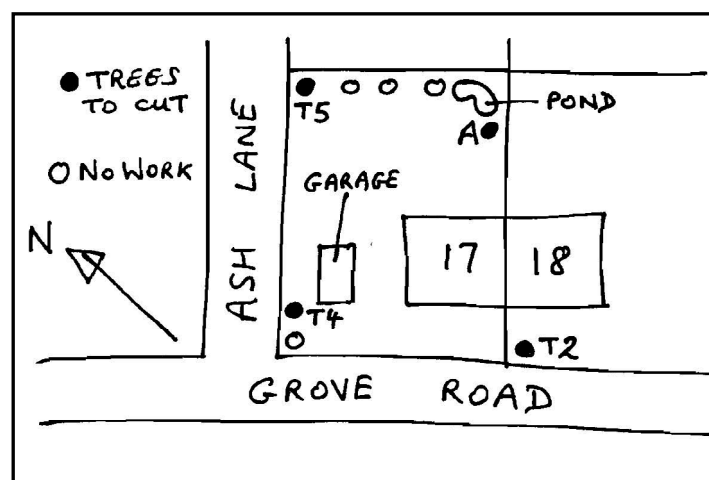 TREES
TO CUT
NO WORK
N
ASH LANE
T5
POND
A
GARAGE
17
18
T4
T2
GROVE ROAD